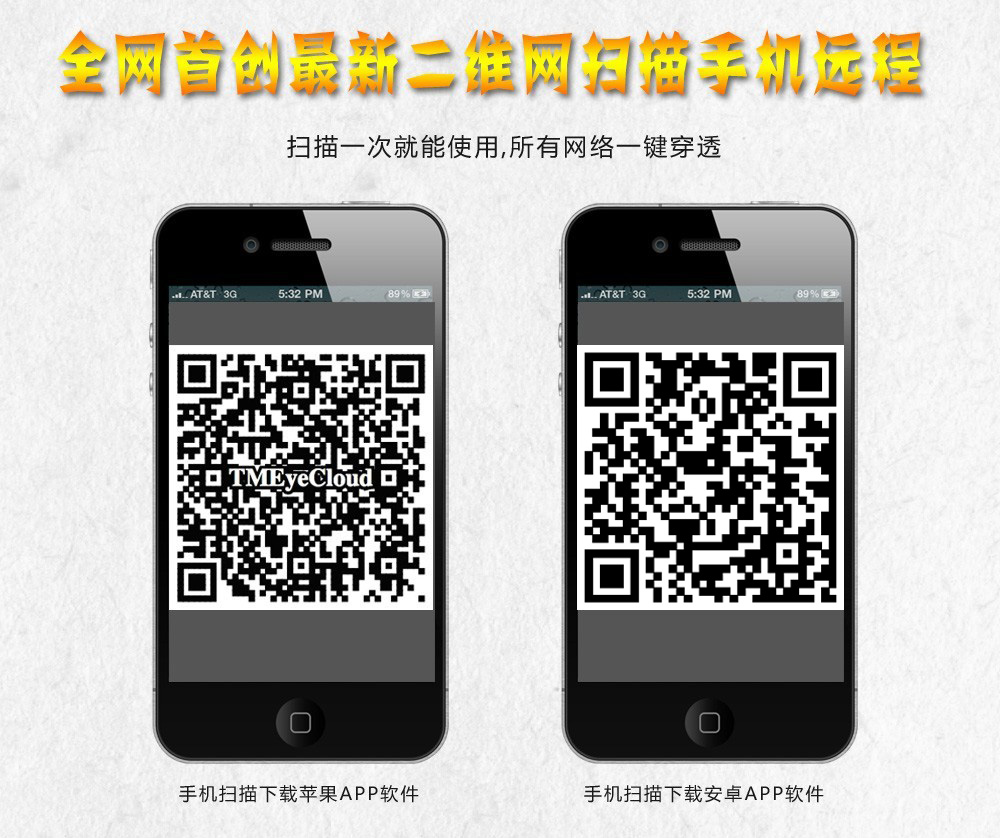 全网首创最新二维网扫描手机远程
扫描一次就能使用,所有网络一键穿透
AT&T 3G 5:32 PM 89%
AT&T 3G 5:32 PM 89%
TMEyeCloud
手机扫描下载苹果APP软件
手机扫描下载安卓APP软件